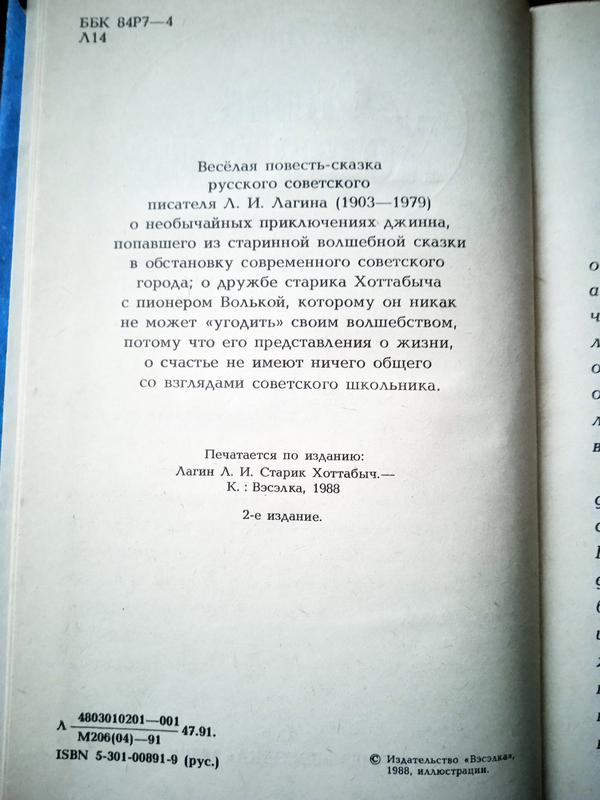 ББК 84Р7—4
Л14
Весёлая повесть-сказка
русского советского
писателя Л. И. Лагина (1903—1979)
о необычайных приключениях джинна,
попавшего из старинной волшебной сказки
в обстановку современного советского
города; о дружбе старика Хоттабыча
с пионером Волькой, которому он никак
не может «угодить» своим волшебством,
потому что его представления о жизни,
о счастье не имеют ничего общего
со взглядами советского школьника.
Печатается по изданию:
Лагин Л. И. Старик Хоттабыч.—
К. : Вэсэлка, 1988
2-е издание.
Л 4803010201—001 47.91.
М206(04)—91
ISBN 5-301-00891-9 (рус.)
© Издательство «Вэсэлка»,
1988, иллюстрации.